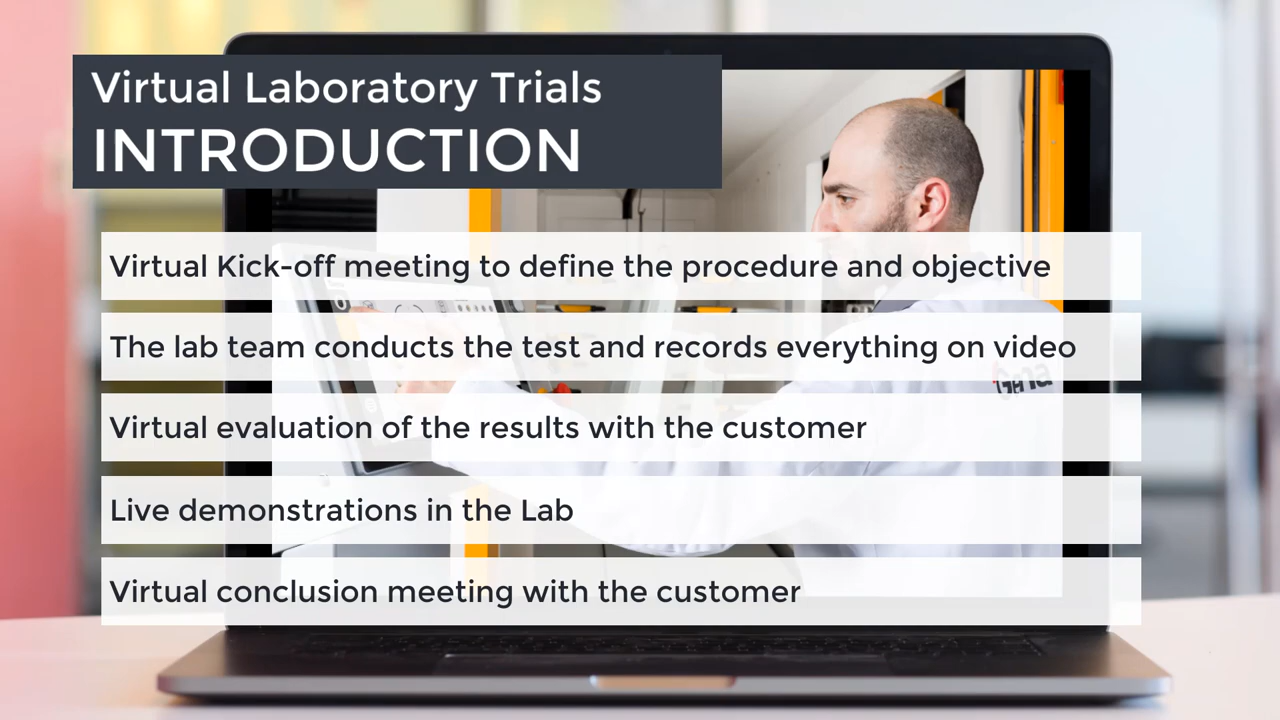 Virtual Laboratory Trials
INTRODUCTION
Virtual Kick-off meeting to define the procedure and objective
The lab team conducts the test and records everything on video
Virtual evaluation of the results with the customer
Live demonstrations in the Lab
Virtual conclusion meeting with the customer